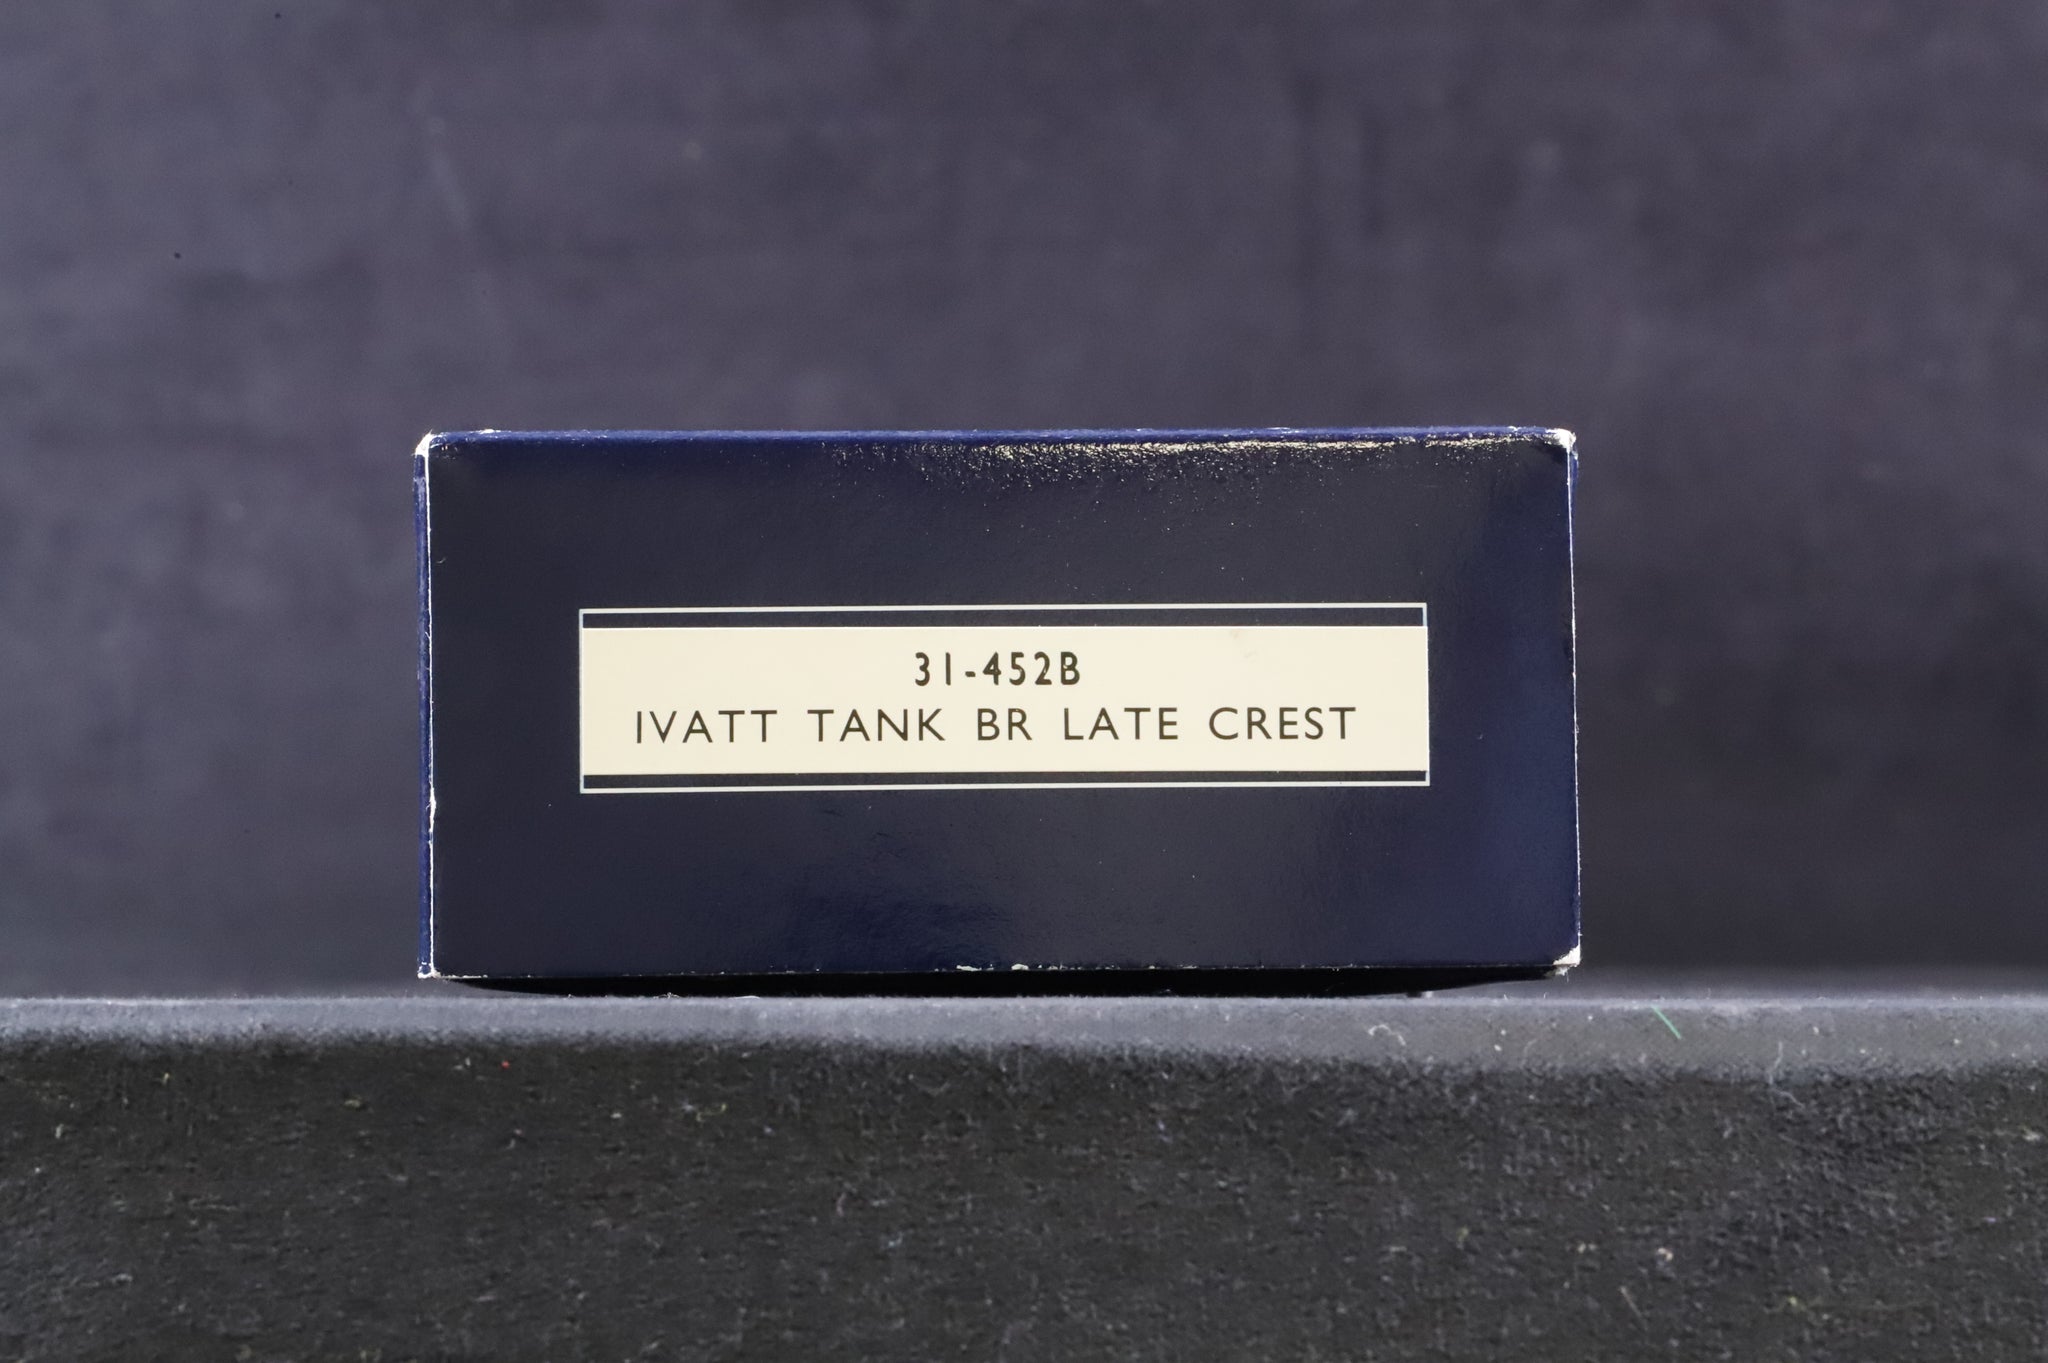 31-452B
IVATT TANK BR LATE CREST